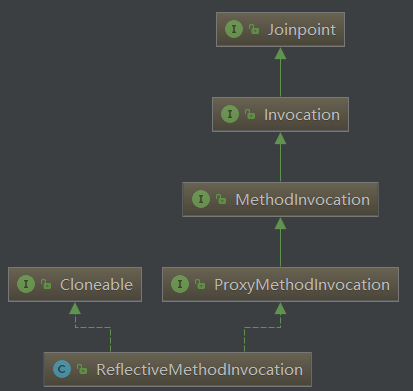 I Joinpoint
I Invocation
I MethodInvocation
I Cloneable
I ProxyMethodInvocation
C ReflectiveMethodInvocation